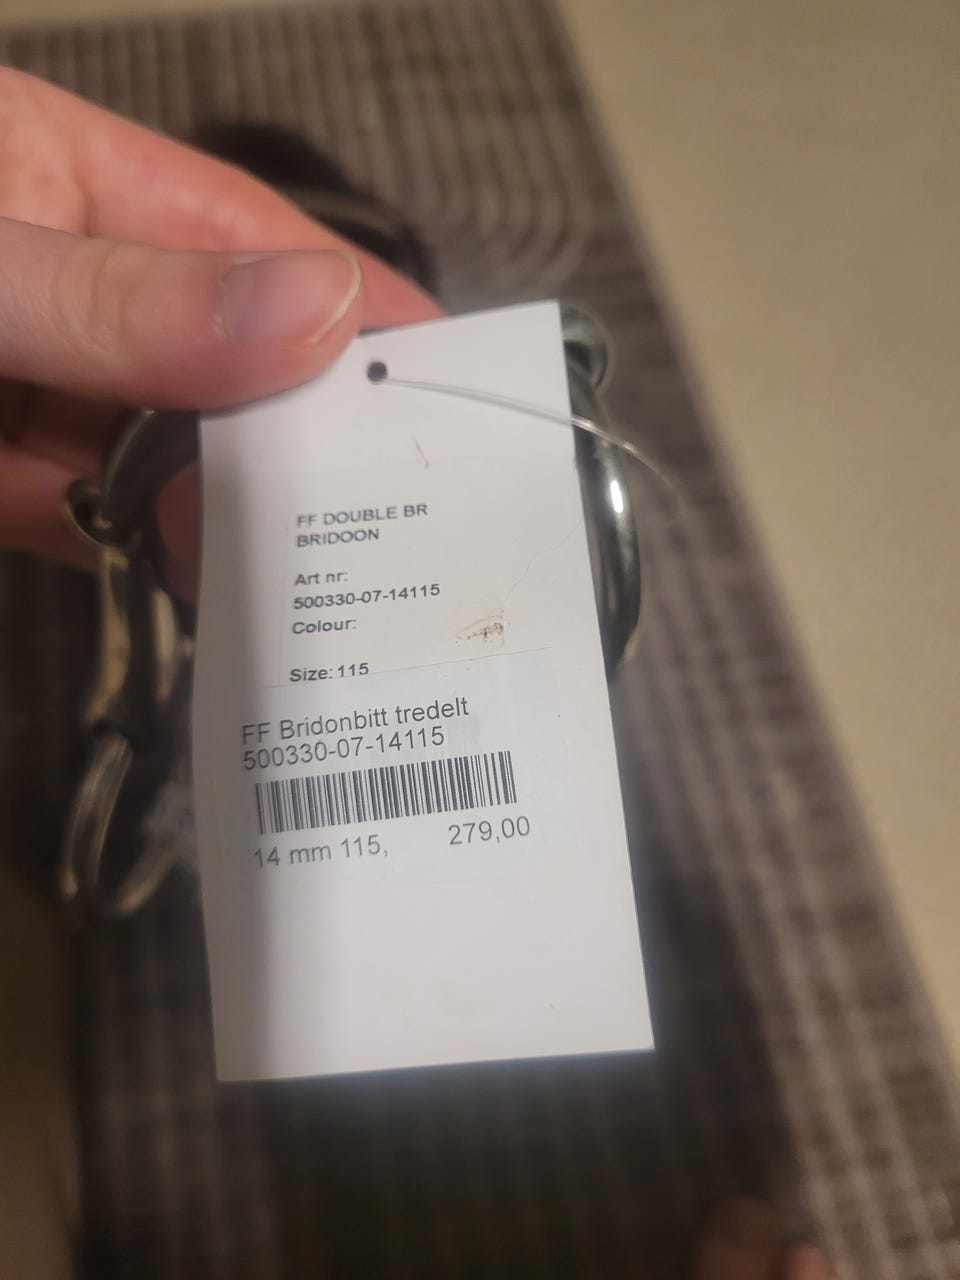 FF DOUBLE BR
BRIDOON
Art nr:
500330-07-14115
Colour:
Size: 115
FF Bridonbitt tredelt
500330-07-14115
14 mm 115, 279,00